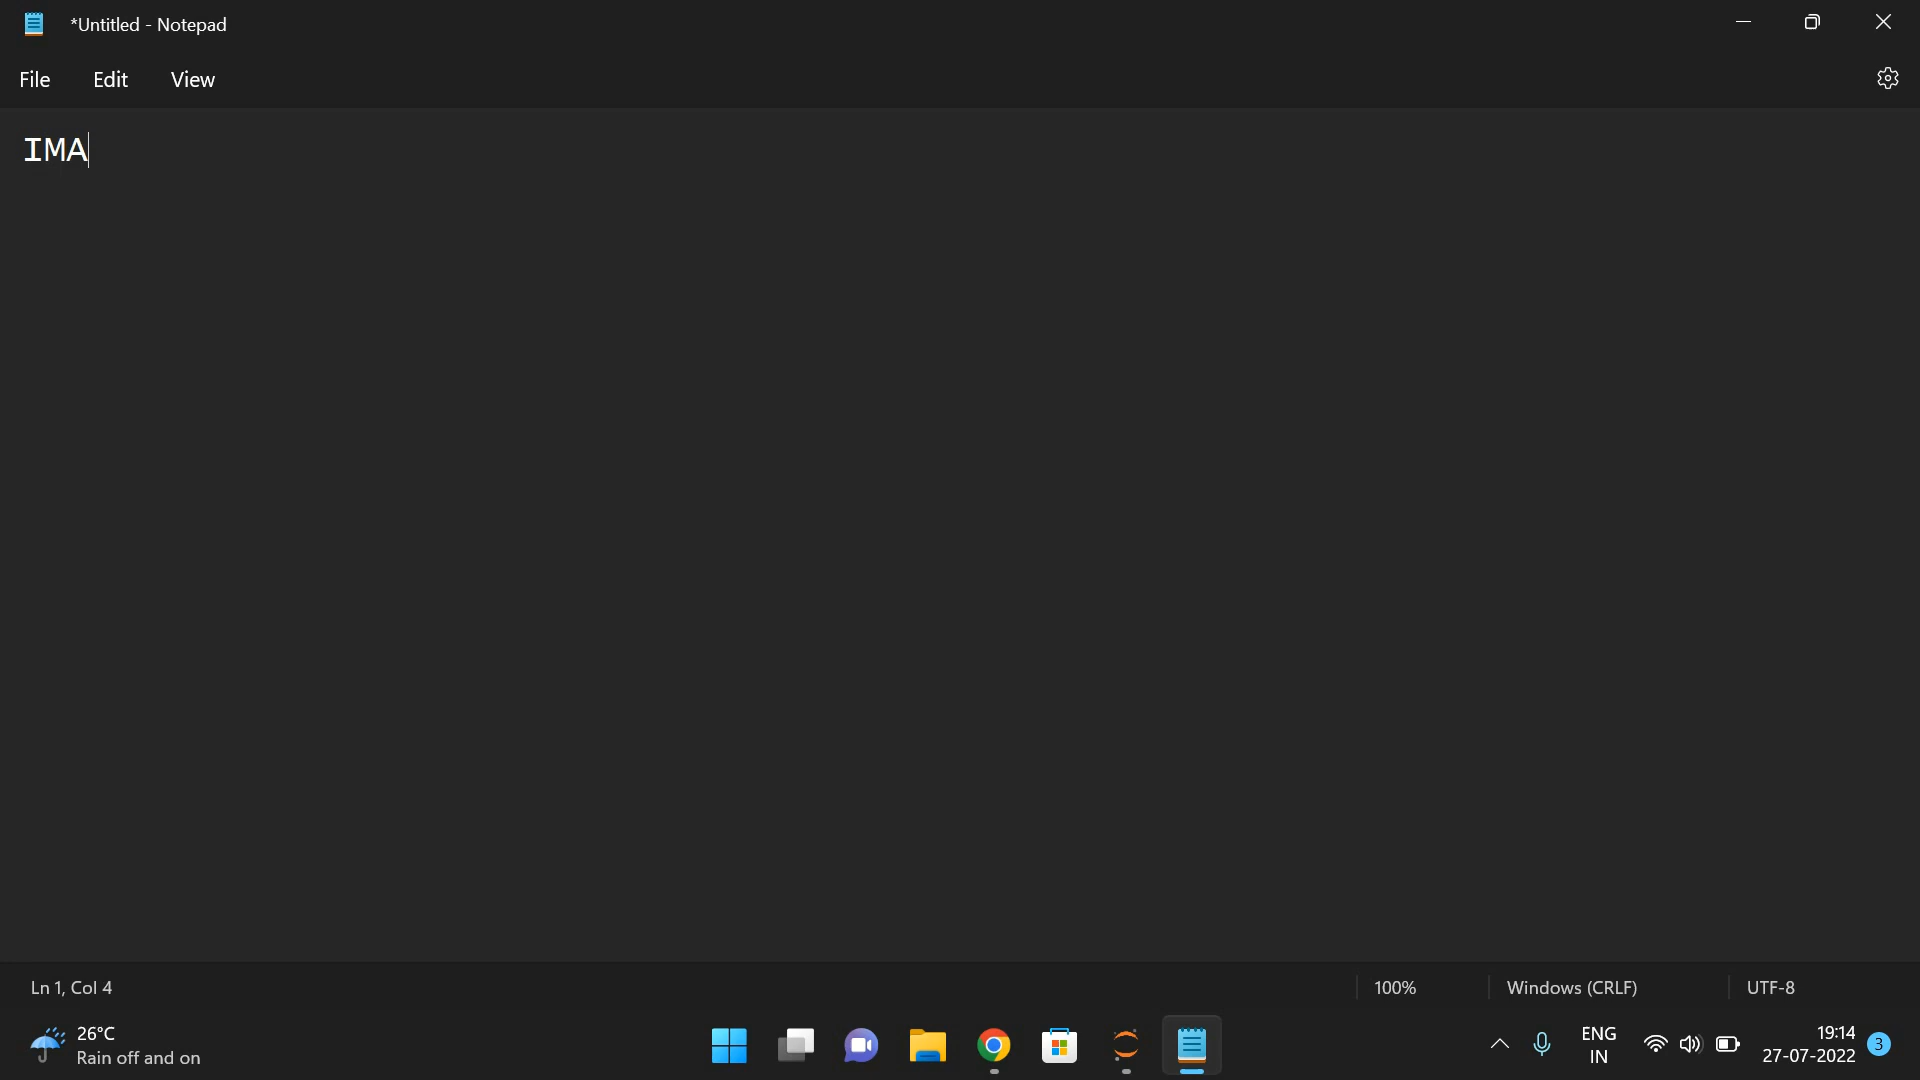 *Untitled - Notepad
File Edit View
IMA
Ln 1, Col 4 100% Windows (CRLF) UTF-8
26°C
Rain off and on
ENG
IN
19:14
27-07-2022
3